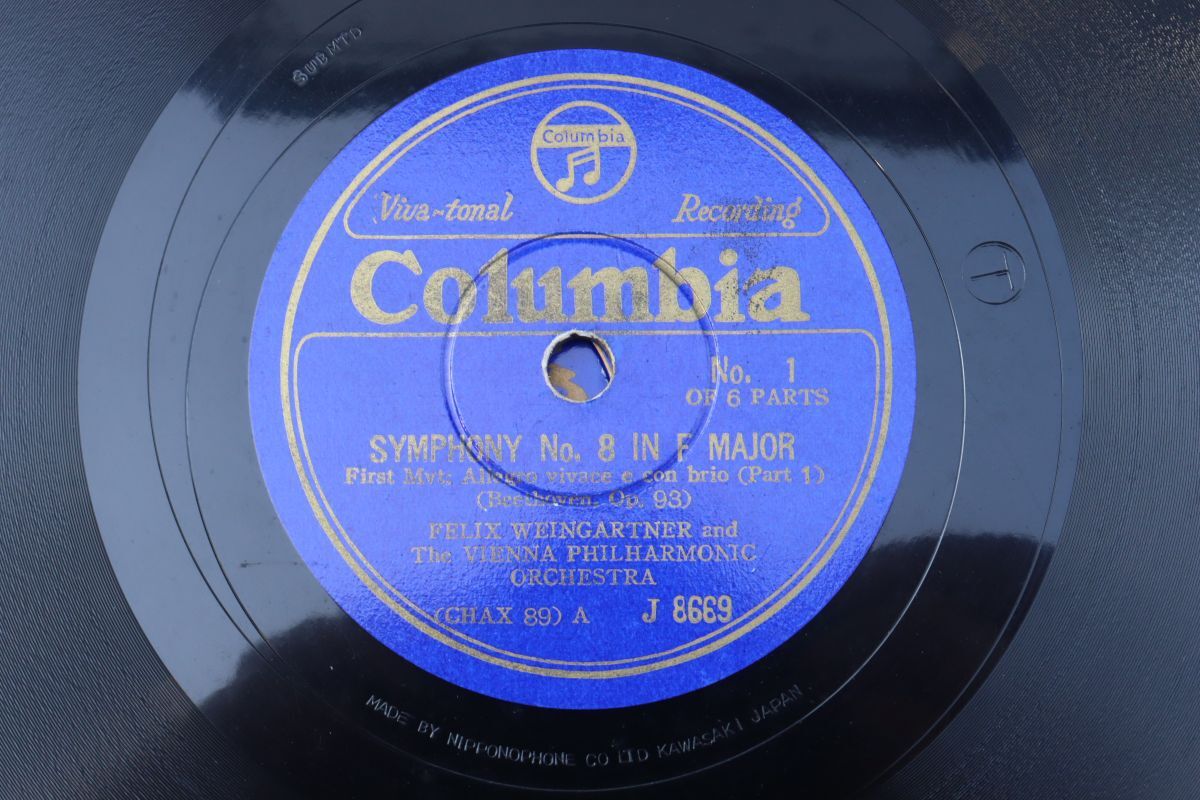 SUBMTD
Columbia
Viva-tonal Recording
Columbia
T
No. 1
OF 6 PARTS
SYMPHONY No. 8 IN F MAJOR
First Mvt: Allegro vivace e con brio (Part 1)
(Beethoven: Op. 93)
FELIX WEINGARTNER and
The VIENNA PHILHARMONIC
ORCHESTRA
(CHAX 89) A J 8669
MADE BY NIPPONOPHONE CO LTD KAWASAKI JAPAN